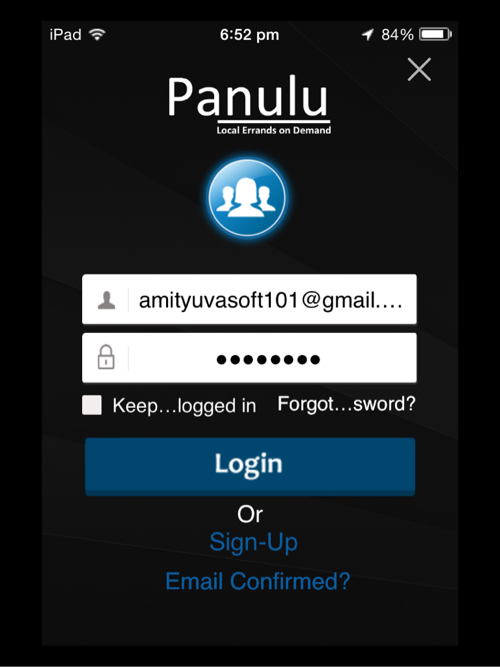 iPad 6:52 pm 84%
Panulu
Local Errands on Demand
amityuvasoft101@gmail....
●●●●●●●●
Keep...logged in Forgot...sword?
Login
Or
Sign-Up
Email Confirmed?